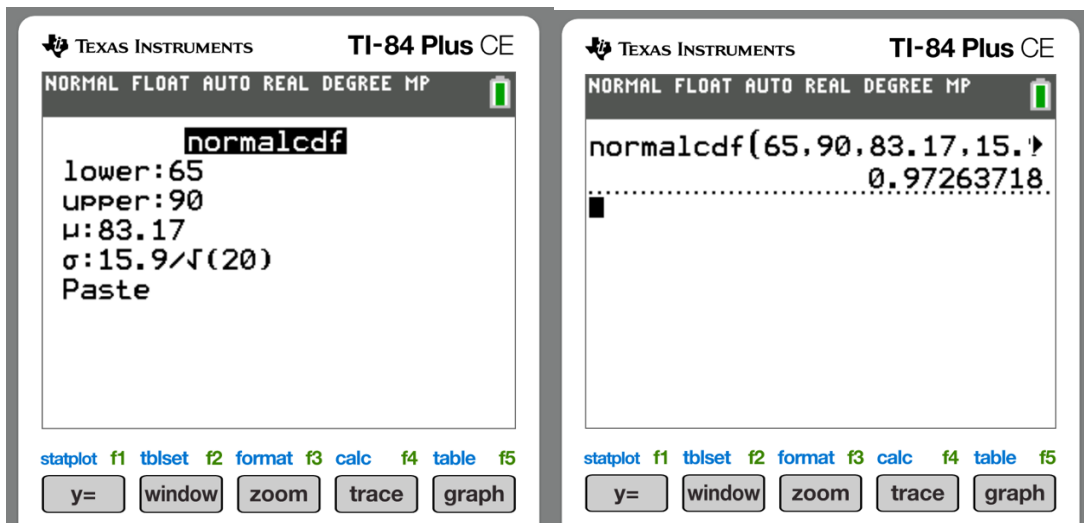 TEXAS INSTRUMENTS TI-84 Plus CE
NORMAL FLOAT AUTO REAL DEGREE MP
normalcdf
lower:65
upper:90
μ:83.17
σ:15.9/√(20)
Paste
statplot f1 tblset f2 format f3 calc f4 table f5
y= window zoom trace graph
TEXAS INSTRUMENTS TI-84 Plus CE
NORMAL FLOAT AUTO REAL DEGREE MP
normalcdf(65,90,83.17,15.
0.97263718
statplot f1 tblset f2 format f3 calc f4 table f5
y= window zoom trace graph